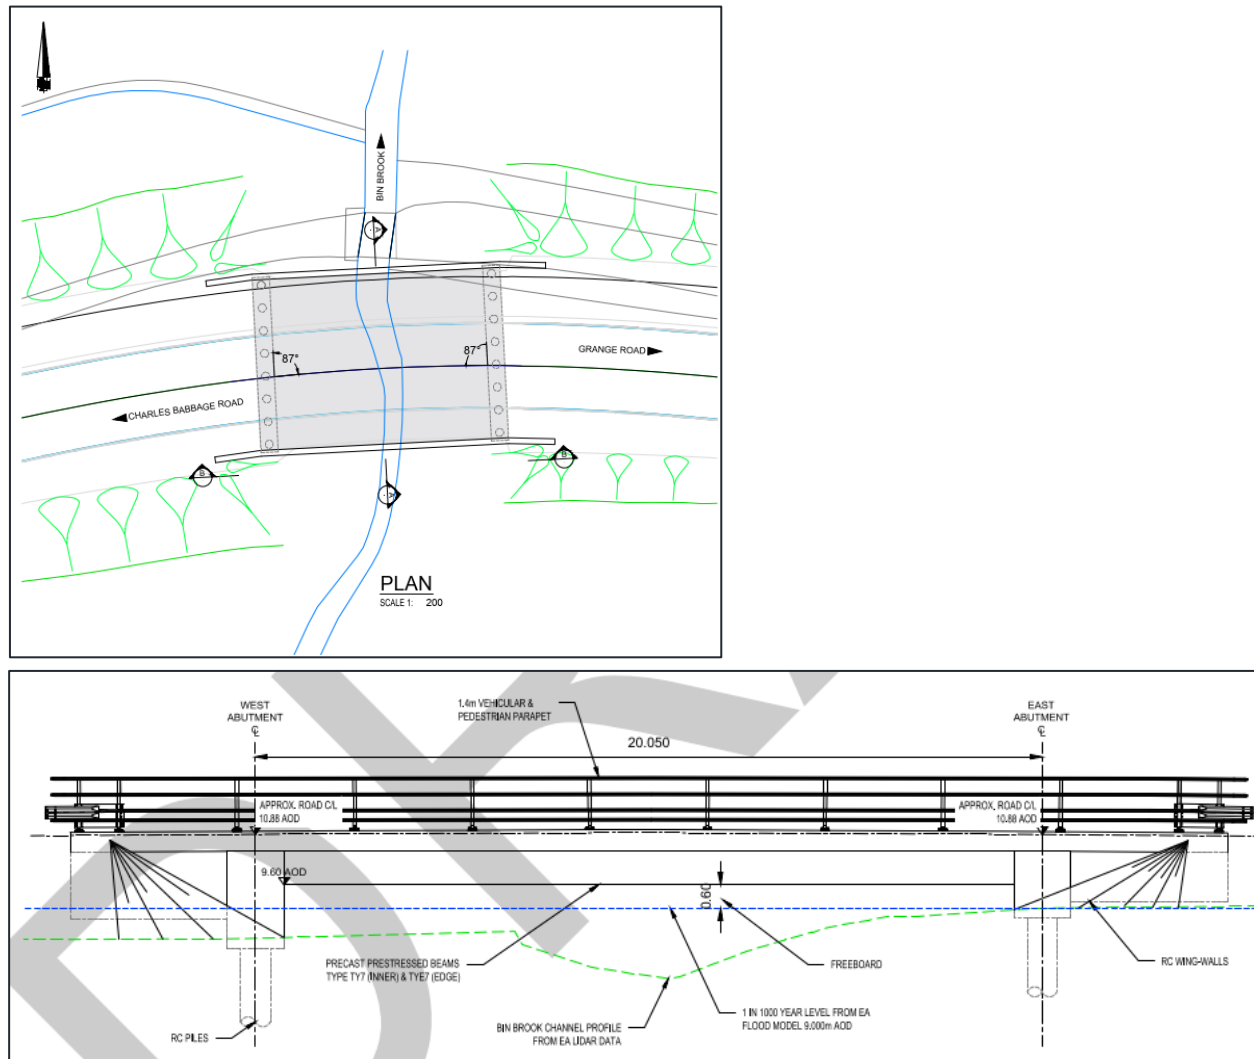 BIN BROOK
A
87°
87°
GRANGE ROAD
CHARLES BABBAGE ROAD
B
B
A
PLAN
SCALE 1: 200
WEST
ABUTMENT
℄
1.4m VEHICULAR &
PEDESTRIAN PARAPET
EAST
ABUTMENT
℄
20.050
APPROX. ROAD C/L
10.88 AOD
APPROX. ROAD C/L
10.88 AOD
9.60 AOD
0.60
PRECAST PRESTRESSED BEAMS
TYPE TY7 (INNER) & TYE7 (EDGE)
FREEBOARD
RC WING-WALLS
1 IN 1000 YEAR LEVEL FROM EA
FLOOD MODEL 9.000m AOD
BIN BROOK CHANNEL PROFILE
FROM EA LIDAR DATA
RC PILES